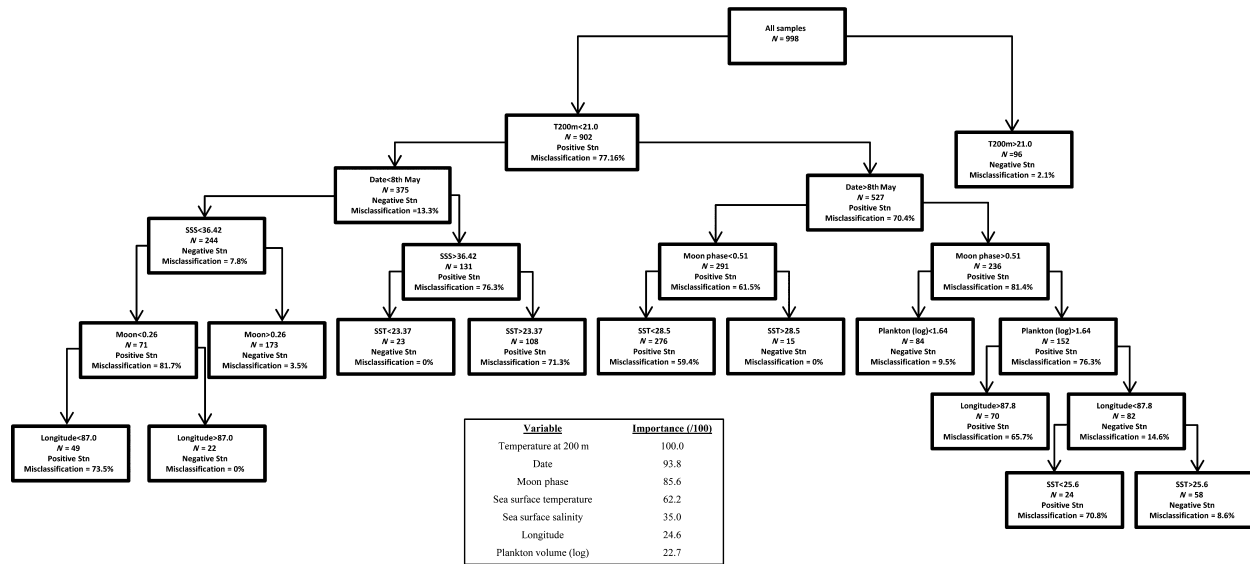 All samples
N = 998
T200m<21.0
N = 902
Positive Stn
Misclassification = 77.16%
T200m>21.0
N =96
Negative Stn
Misclassification = 2.1%
Date<8th May
N = 375
Negative Stn
Misclassification =13.3%
Date>8th May
N = 527
Positive Stn
Misclassification = 70.4%
SSS<36.42
N = 244
Negative Stn
Misclassification = 7.8%
SSS>36.42
N = 131
Positive Stn
Misclassification = 76.3%
Moon phase<0.51
N = 291
Positive Stn
Misclassification = 61.5%
Moon phase>0.51
N = 236
Positive Stn
Misclassification = 81.4%
Moon<0.26
N = 71
Positive Stn
Misclassification = 81.7%
Moon>0.26
N = 173
Negative Stn
Misclassification = 3.5%
SST<23.37
N = 23
Negative Stn
Misclassification = 0%
SST>23.37
N = 108
Positive Stn
Misclassification = 71.3%
SST<28.5
N = 276
Positive Stn
Misclassification = 59.4%
SST>28.5
N = 15
Negative Stn
Misclassification = 0%
Plankton (log)<1.64
N = 84
Negative Stn
Misclassification = 9.5%
Plankton (log)>1.64
N = 152
Positive Stn
Misclassification = 76.3%
Longitude<87.0
N = 49
Positive Stn
Misclassification = 73.5%
Longitude>87.0
N = 22
Negative Stn
Misclassification = 0%
Longitude>87.8
N = 70
Positive Stn
Misclassification = 65.7%
Longitude<87.8
N = 82
Negative Stn
Misclassification = 14.6%
SST<25.6
N = 24
Positive Stn
Misclassification = 70.8%
SST>25.6
N = 58
Negative Stn
Misclassification = 8.6%
Variable Importance (/100)
Temperature at 200 m 100.0
Date 93.8
Moon phase 85.6
Sea surface temperature 62.2
Sea surface salinity 35.0
Longitude 24.6
Plankton volume (log) 22.7